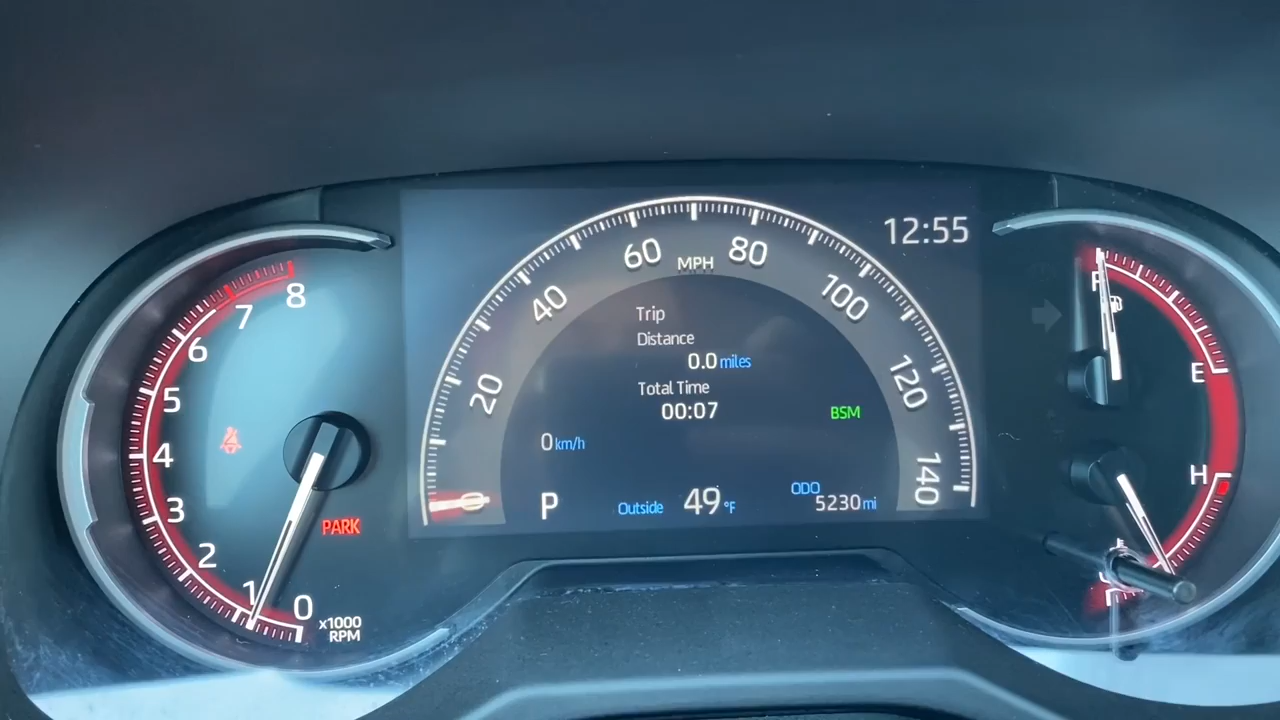 8
7
6
5
4
3
2
1
0
x1000
RPM
PARK
0
20
40
60
80
100
120
140
MPH
12:55
Trip
Distance
0.0 miles
Total Time
00:07
BSM
0 km/h
P
Outside 49 °F
ODO
5230 mi
F
E
H